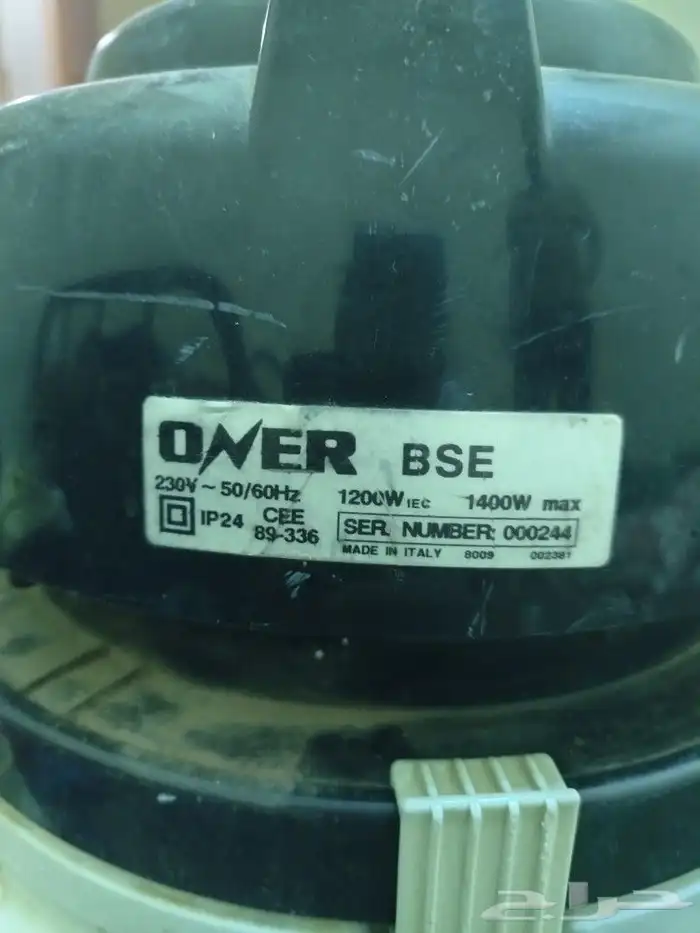 ONER BSE
230V ~ 50/60Hz 1200W IEC 1400W max
IP24 CEE 89-336 SER. NUMBER: 000244
MADE IN ITALY 8009 002381
حراج